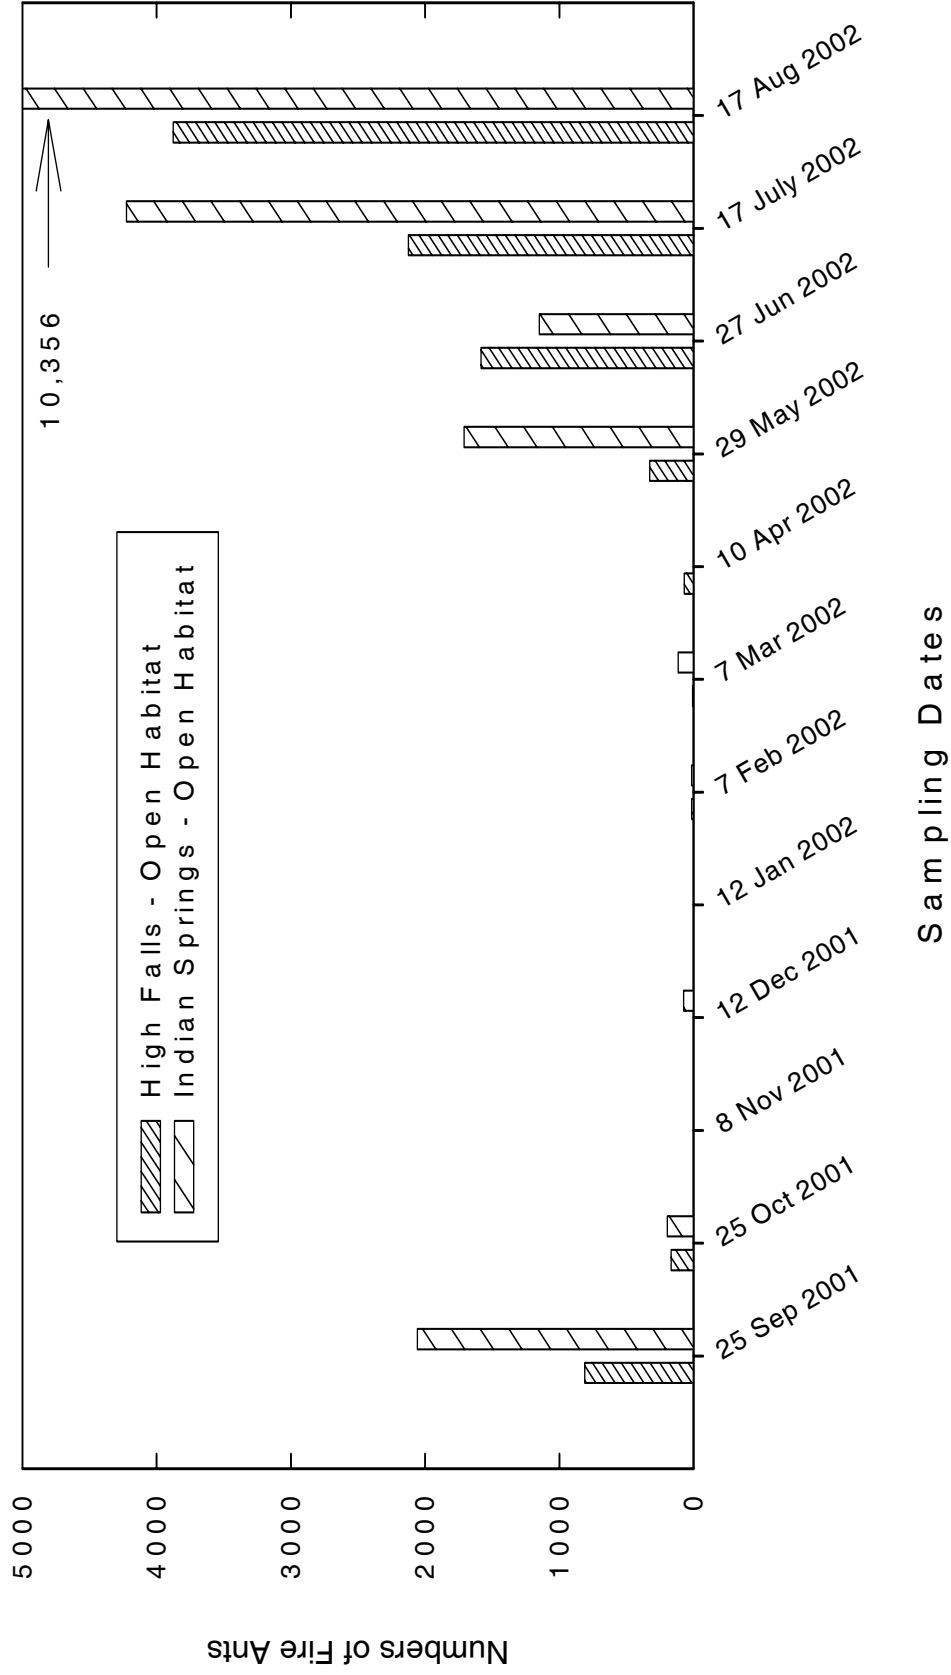 Numbers of Fire Ants
5000
4000
3000
2000
1000
0
High Falls - Open Habitat
Indian Springs - Open Habitat
10,356
25 Sep 2001
25 Oct 2001
8 Nov 2001
12 Dec 2001
12 Jan 2002
7 Feb 2002
7 Mar 2002
10 Apr 2002
29 May 2002
27 Jun 2002
17 July 2002
17 Aug 2002
Sampling Dates